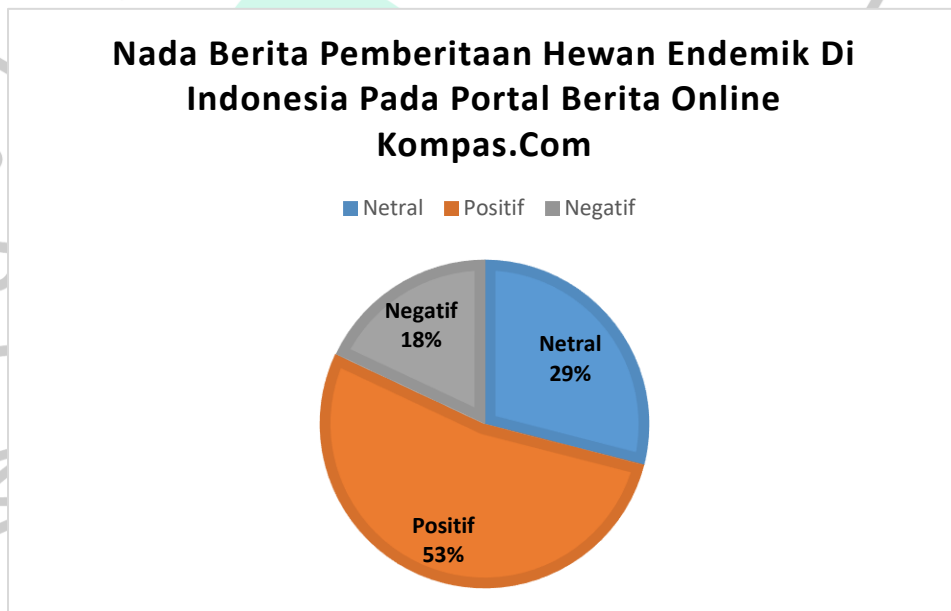 Nada Berita Pemberitaan Hewan Endemik Di
Indonesia Pada Portal Berita Online
Kompas.Com
Netral Positif Negatif
Negatif
18%
Netral
29%
Positif
53%